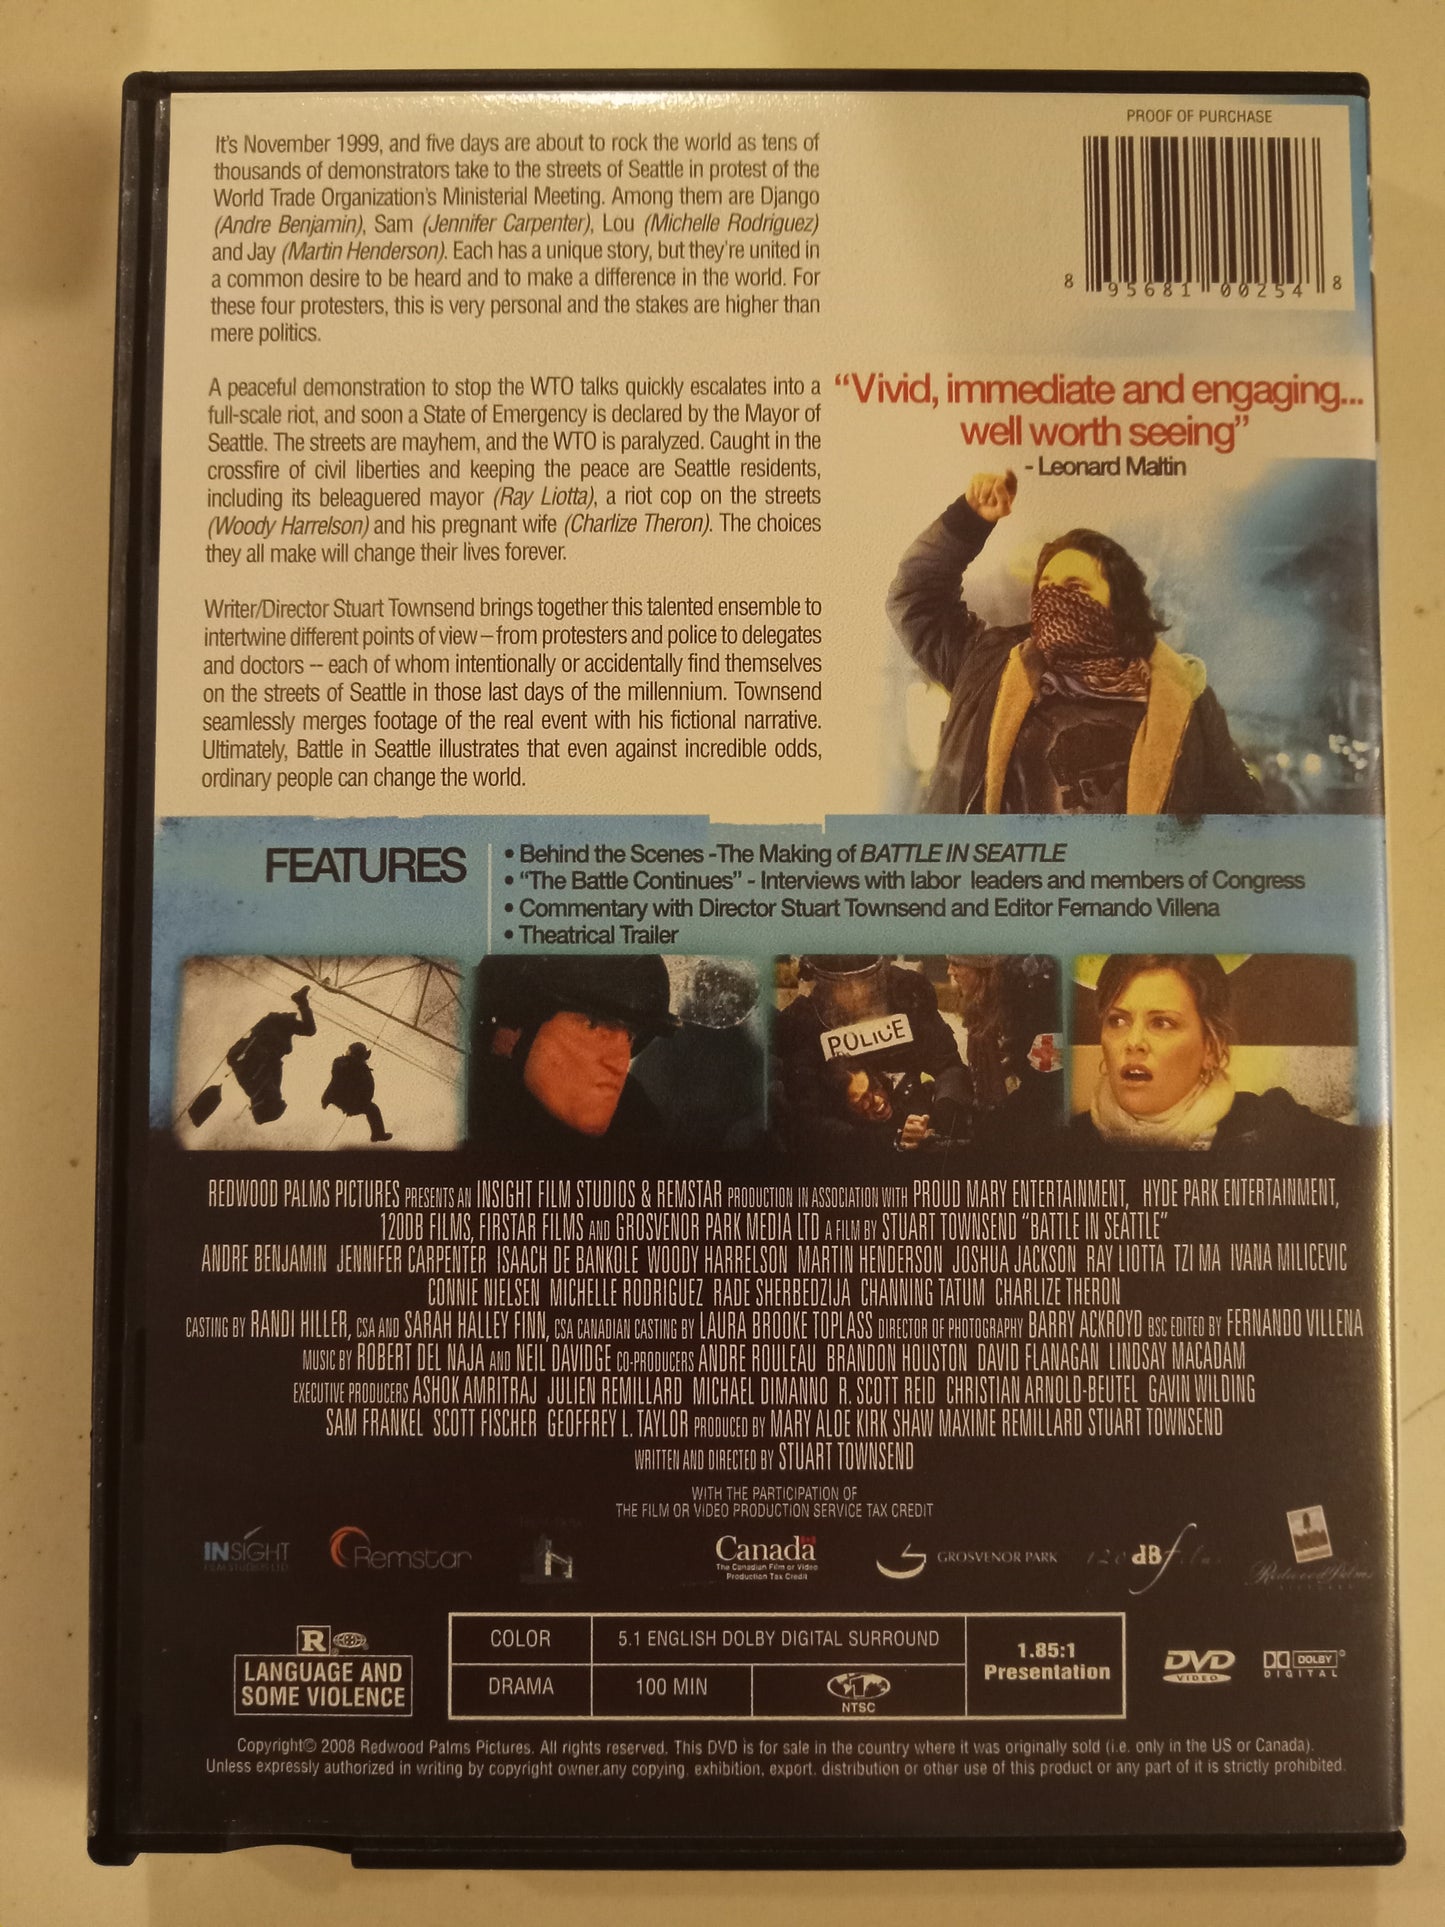 It's November 1999, and five days are about to rock the world as tens of
thousands of demonstrators take to the streets of Seattle in protest of the
World Trade Organization's Ministerial Meeting. Among them are Django
(Andre Benjamin), Sam (Jennifer Carpenter), Lou (Michelle Rodriguez)
and Jay (Martin Henderson). Each has a unique story, but they're united in
a common desire to be heard and to make a difference in the world. For
these four protesters, this is very personal and the stakes are higher than
mere politics.
A peaceful demonstration to stop the WTO talks quickly escalates into a
full-scale riot, and soon a State of Emergency is declared by the Mayor of
Seattle. The streets are mayhem, and the WTO is paralyzed. Caught in the
crossfire of civil liberties and keeping the peace are Seattle residents,
including its beleaguered mayor (Ray Liotta), a riot cop on the streets
(Woody Harrelson) and his pregnant wife (Charlize Theron). The choices
they all make will change their lives forever.
Writer/Director Stuart Townsend brings together this talented ensemble to
intertwine different points of view – from protesters and police to delegates
and doctors -- each of whom intentionally or accidentally find themselves
on the streets of Seattle in those last days of the millennium. Townsend
seamlessly merges footage of the real event with his fictional narrative.
Ultimately, Battle in Seattle illustrates that even against incredible odds,
ordinary people can change the world.
PROOF OF PURCHASE
8 95681 00254 8
"Vivid, immediate and engaging...
well worth seeing"
- Leonard Maltin
FEATURES
• Behind the Scenes -The Making of BATTLE IN SEATTLE
• "The Battle Continues" - Interviews with labor leaders and members of Congress
• Commentary with Director Stuart Townsend and Editor Fernando Villena
• Theatrical Trailer
POLICE
REDWOOD PALMS PICTURES PRESENTS AN INSIGHT FILM STUDIOS & REMSTAR PRODUCTION IN ASSOCIATION WITH PROUD MARY ENTERTAINMENT, HYDE PARK ENTERTAINMENT,
120DB FILMS, FIRSTAR FILMS AND GROSVENOR PARK MEDIA LTD A FILM BY STUART TOWNSEND "BATTLE IN SEATTLE"
ANDRE BENJAMIN JENNIFER CARPENTER ISAACH DE BANKOLE WOODY HARRELSON MARTIN HENDERSON JOSHUA JACKSON RAY LIOTTA TZI MA IVANA MILICEVIC
CONNIE NIELSEN MICHELLE RODRIGUEZ RADE SHERBEDZIJA CHANNING TATUM CHARLIZE THERON
CASTING BY RANDI HILLER, CSA AND SARAH HALLEY FINN, CSA CANADIAN CASTING BY LAURA BROOKE TOPLASS DIRECTOR OF PHOTOGRAPHY BARRY ACKROYD BSC EDITED BY FERNANDO VILLENA
MUSIC BY ROBERT DEL NAJA AND NEIL DAVIDGE CO-PRODUCERS ANDRE ROULEAU BRANDON HOUSTON DAVID FLANAGAN LINDSAY MACADAM
EXECUTIVE PRODUCERS ASHOK AMRITRAJ JULIEN REMILLARD MICHAEL DIMANNO R. SCOTT REID CHRISTIAN ARNOLD-BEUTEL GAVIN WILDING
SAM FRANKEL SCOTT FISCHER GEOFFREY L. TAYLOR PRODUCED BY MARY ALOE KIRK SHAW MAXIME REMILLARD STUART TOWNSEND
WRITTEN AND DIRECTED BY STUART TOWNSEND
WITH THE PARTICIPATION OF
THE FILM OR VIDEO PRODUCTION SERVICE TAX CREDIT
INSIGHT
FILM STUDIOS LTD
Remstar
Canada
The Canadian Film or Video
Production Tax Credit
GROSVENOR PARK
120 dB films
Redwood Palms
PICTURES
R
LANGUAGE AND
SOME VIOLENCE
COLOR
5.1 ENGLISH DOLBY DIGITAL SURROUND
DRAMA
100 MIN
1
NTSC
1.85:1
Presentation
DVD
VIDEO
DOLBY
DIGITAL
Copyright© 2008 Redwood Palms Pictures. All rights reserved. This DVD is for sale in the country where it was originally sold (i.e. only in the US or Canada).
Unless expressly authorized in writing by copyright owner,any copying, exhibition, export, distribution or other use of this product or any part of it is strictly prohibited.